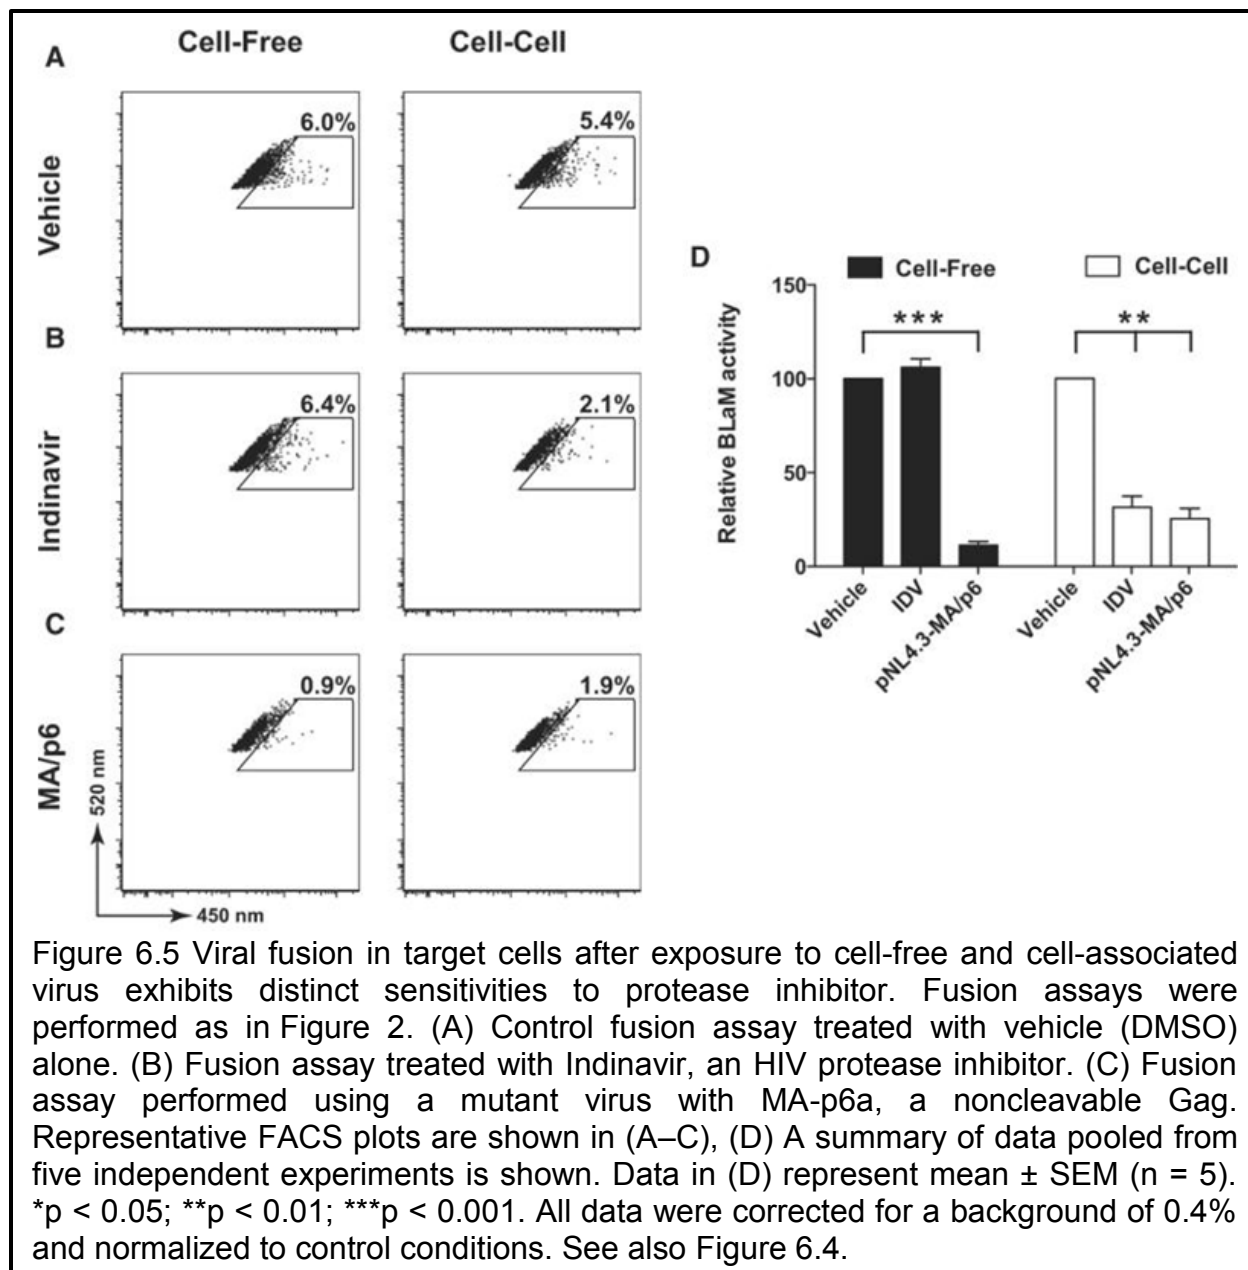 A
Cell-Free
Cell-Cell
Vehicle
6.0%
5.4%
B
Indinavir
6.4%
2.1%
C
MA/p6
0.9%
1.9%
520 nm
450 nm
D
Cell-Free
Cell-Cell
Relative BLaM activity
150
100
50
0
***
**
Vehicle
IDV
pNL4.3-MA/p6
Vehicle
IDV
pNL4.3-MA/p6
Figure 6.5 Viral fusion in target cells after exposure to cell-free and cell-associated
virus exhibits distinct sensitivities to protease inhibitor. Fusion assays were
performed as in Figure 2. (A) Control fusion assay treated with vehicle (DMSO)
alone. (B) Fusion assay treated with Indinavir, an HIV protease inhibitor. (C) Fusion
assay performed using a mutant virus with MA-p6a, a noncleavable Gag.
Representative FACS plots are shown in (A–C), (D) A summary of data pooled from
five independent experiments is shown. Data in (D) represent mean ± SEM (n = 5).
*p < 0.05; **p < 0.01; ***p < 0.001. All data were corrected for a background of 0.4%
and normalized to control conditions. See also Figure 6.4.